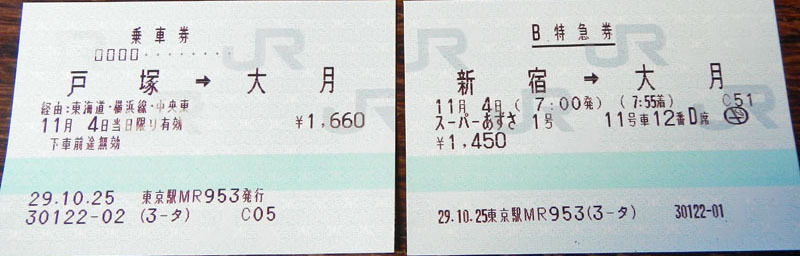 乗車券
□□□□・・・・・・・・
戸塚 → 大月
経由:東海道・横浜線・中央東
11月 4日当日限り有効 ¥1,660
下車前途無効
29.10.25 東京駅MR953発行
30122-02 (3-タ) C05
B特急券
新宿 → 大月
11月 4日 ( 7:00発) (7:55着) C51
スーパーあずさ 1号 11号車12番D席
¥1,450
29.10.25東京駅MR953(3-タ) 30122-01
JR